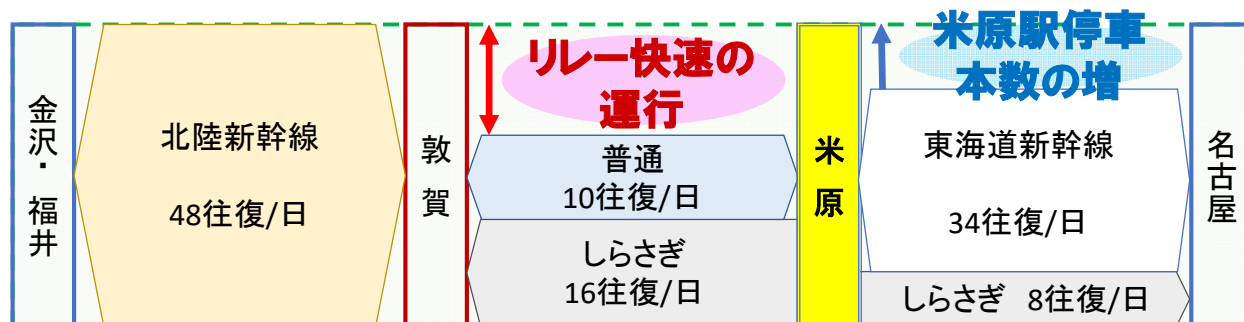 金沢・福井
北陸新幹線
48往復/日
敦賀
リレー快速の
運行
普通
10往復/日
しらさぎ
16往復/日
米原
米原駅停車
本数の増
東海道新幹線
34往復/日
しらさぎ 8往復/日
名古屋